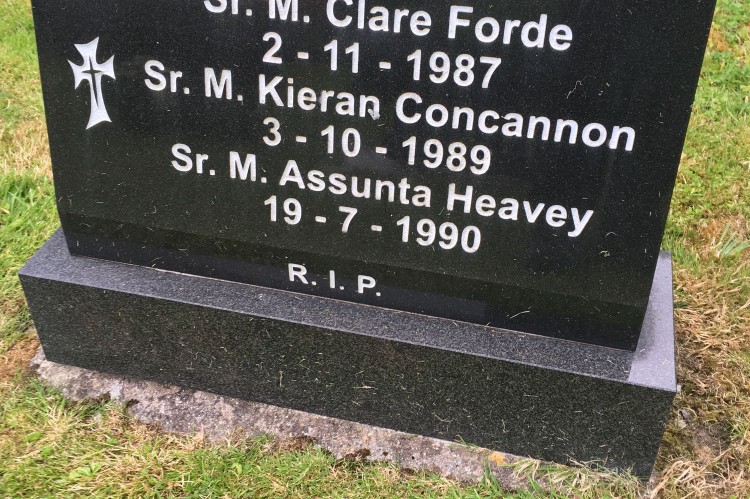 Sr. M. Clare Forde
2 - 11 - 1987
Sr. M. Kieran Concannon
3 - 10 - 1989
Sr. M. Assunta Heavey
19 - 7 - 1990
R. I. P.